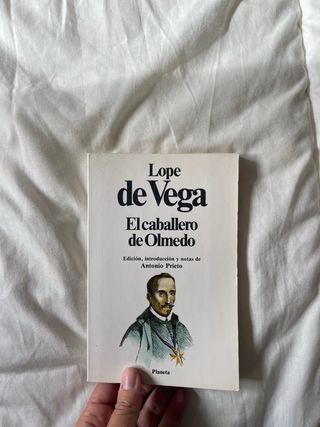 Lope
de Vega
El caballero
de Olmedo
Edición, introducción y notas de
Antonio Prieto
Planeta